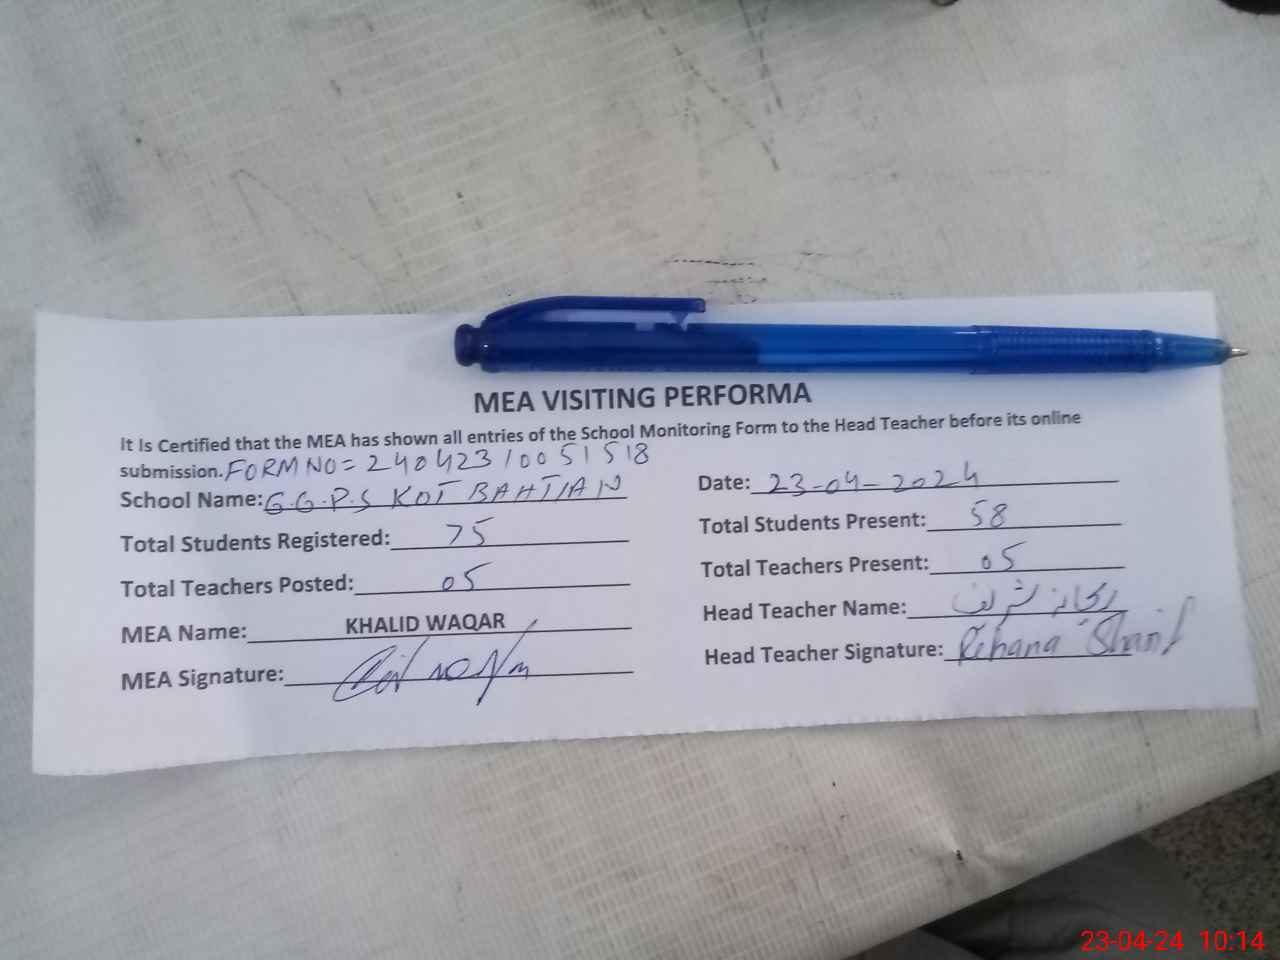 MEA VISITING PERFORMA
It Is Certified that the MEA has shown all entries of the School Monitoring Form to the Head Teacher before its online
submission. FORM NO = 24042310051518
School Name: G.G.P.S KOT BAHTIAN
Date: 23-04-2024
Total Students Registered: 75
Total Students Present: 58
Total Teachers Posted: 05
Total Teachers Present: 05
MEA Name: KHALID WAQAR
Head Teacher Name: ریحانہ شریف
MEA Signature:
Head Teacher Signature: Rehana Sharif
23-04-24 10:14